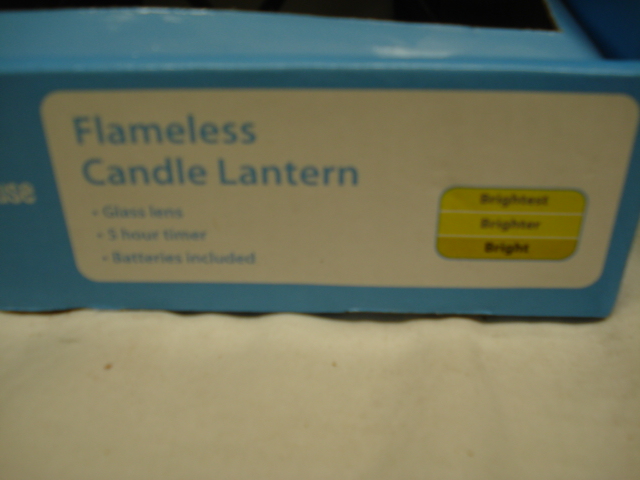 Flameless
Candle Lantern
• Glass lens
• 5 hour timer
• Batteries included
Brightest
Brighter
Bright